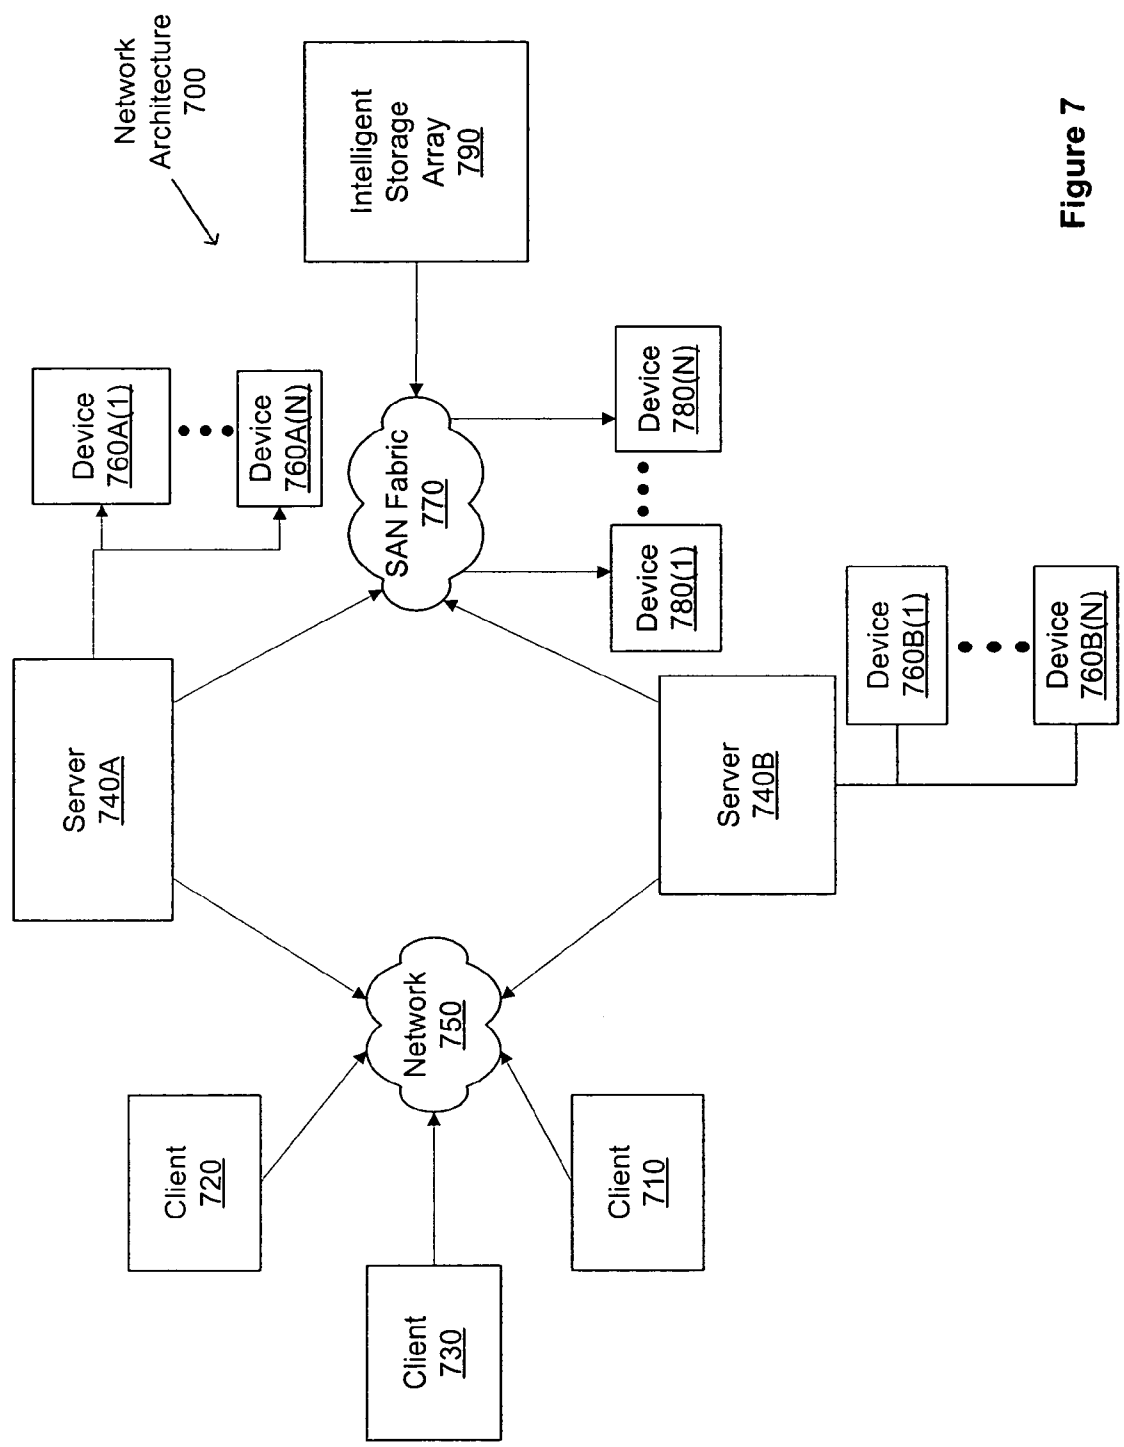 Network
Architecture
700
Intelligent
Storage
Array
790
Device
760A(1)
Device
760A(N)
SAN Fabric
770
Device
780(1)
Device
780(N)
Server
740A
Server
740B
Device
760B(1)
Device
760B(N)
Network
750
Client
720
Client
730
Client
710
Figure 7